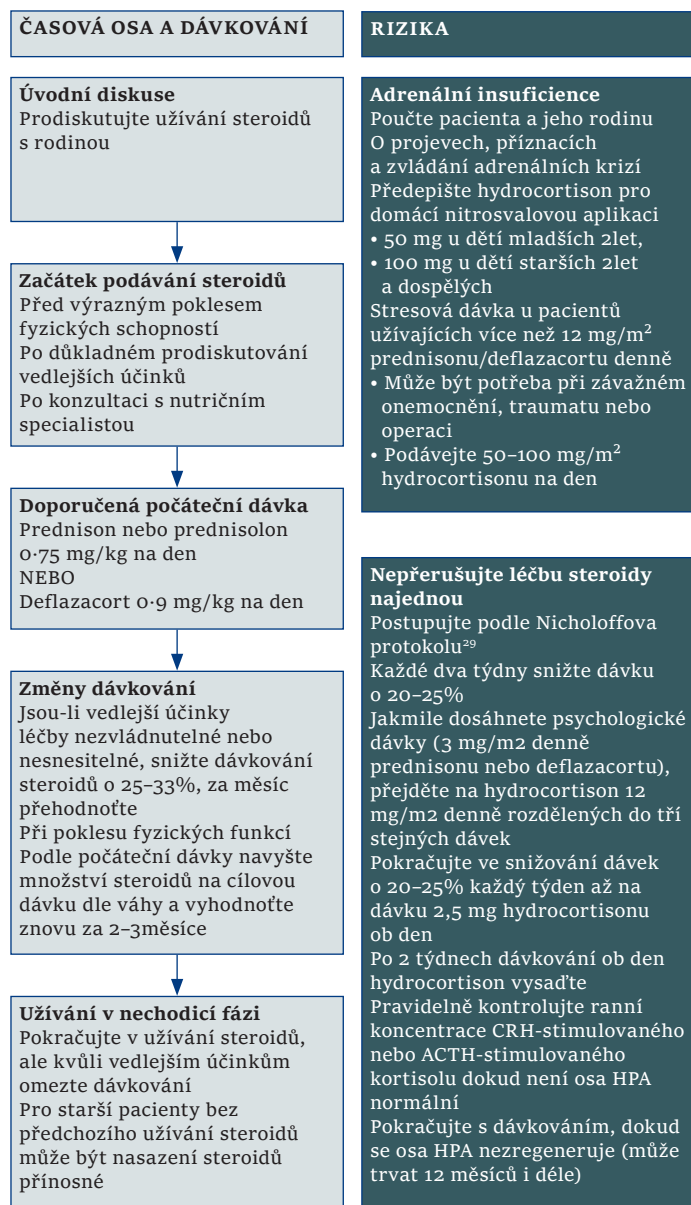 ČASOVÁ OSA A DÁVKOVÁNÍ
Úvodní diskuse
Prodiskutujte užívání steroidů
s rodinou
Začátek podávání steroidů
Před výrazným poklesem
fyzických schopností
Po důkladném prodiskutování
vedlejších účinků
Po konzultaci s nutričním
specialistou
Doporučená počáteční dávka
Prednison nebo prednisolon
0·75 mg/kg na den
NEBO
Deflazacort 0·9 mg/kg na den
Změny dávkování
Jsou-li vedlejší účinky
léčby nezvládnutelné nebo
nesnesitelné, snižte dávkování
steroidů o 25–33%, za měsíc
přehodnoťte
Při poklesu fyzických funkcí
Podle počáteční dávky navyšte
množství steroidů na cílovou
dávku dle váhy a vyhodnoťte
znovu za 2–3měsíce
Užívání v nechodicí fázi
Pokračujte v užívání steroidů,
ale kvůli vedlejším účinkům
omezte dávkování
Pro starší pacienty bez
předchozího užívání steroidů
může být nasazení steroidů
přínosné
RIZIKA
Adrenální insuficience
Poučte pacienta a jeho rodinu
O projevech, příznacích
a zvládání adrenálních krizí
Předepište hydrocortison pro
domácí nitrosvalovou aplikaci
• 50 mg u dětí mladších 2let,
• 100 mg u dětí starších 2let
a dospělých
Stresová dávka u pacientů
užívajících více než 12 mg/m²
prednisonu/deflazacortu denně
• Může být potřeba při závažném
onemocnění, traumatu nebo
operaci
• Podávejte 50–100 mg/m²
hydrocortisonu na den
Nepřerušujte léčbu steroidy
najednou
Postupujte podle Nicholoffova
protokolu²⁹
Každé dva týdny snižte dávku
o 20–25%
Jakmile dosáhnete psychologické
dávky (3 mg/m2 denně
prednisonu nebo deflazacortu),
přejděte na hydrocortison 12
mg/m2 denně rozdělených do tří
stejných dávek
Pokračujte ve snižování dávek
o 20–25% každý týden až na
dávku 2,5 mg hydrocortisonu
ob den
Po 2 týdnech dávkování ob den
hydrocortison vysaďte
Pravidelně kontrolujte ranní
koncentrace CRH-stimulovaného
nebo ACTH-stimulovaného
kortisolu dokud není osa HPA
normální
Pokračujte s dávkováním, dokud
se osa HPA nezregeneruje (může
trvat 12 měsíců i déle)